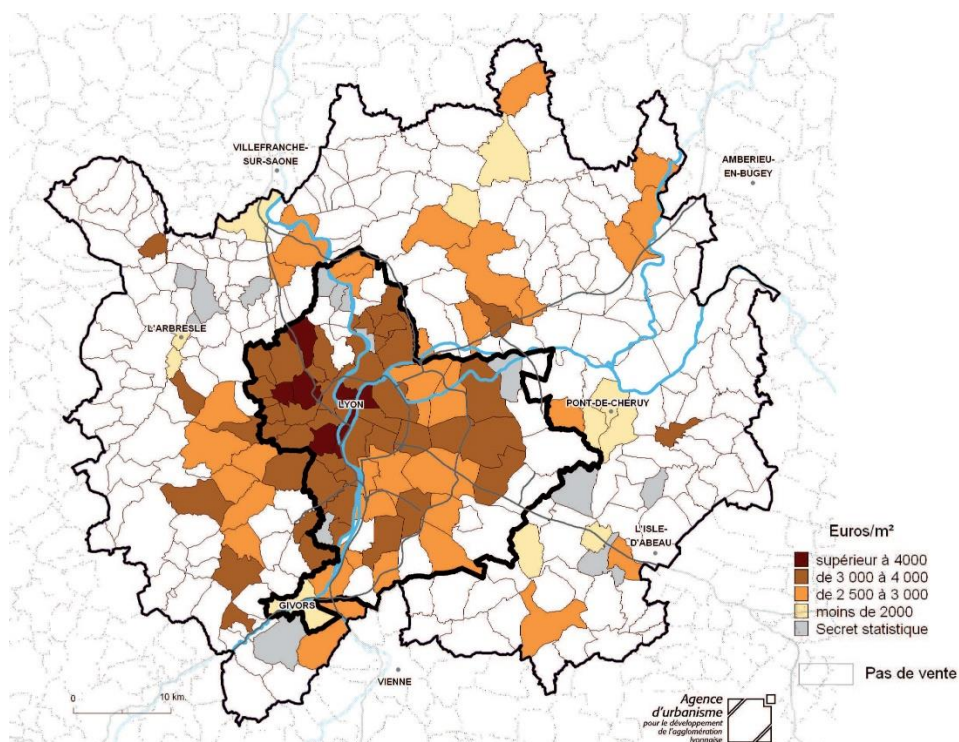 VILLEFRANCHE-
SUR-SAONE
AMBERIEU-
EN-BUGEY
L'ARBRESLE
LYON
PONT-DE-CHERUY
L'ISLE-
D'ABEAU
GIVORS
VIENNE
0 10 km.
Euros/m²
supérieur à 4000
de 3 000 à 4 000
de 2 500 à 3 000
moins de 2000
Secret statistique
Pas de vente
Agence
d'urbanisme
pour le développement
de l'agglomération
lyonnaise